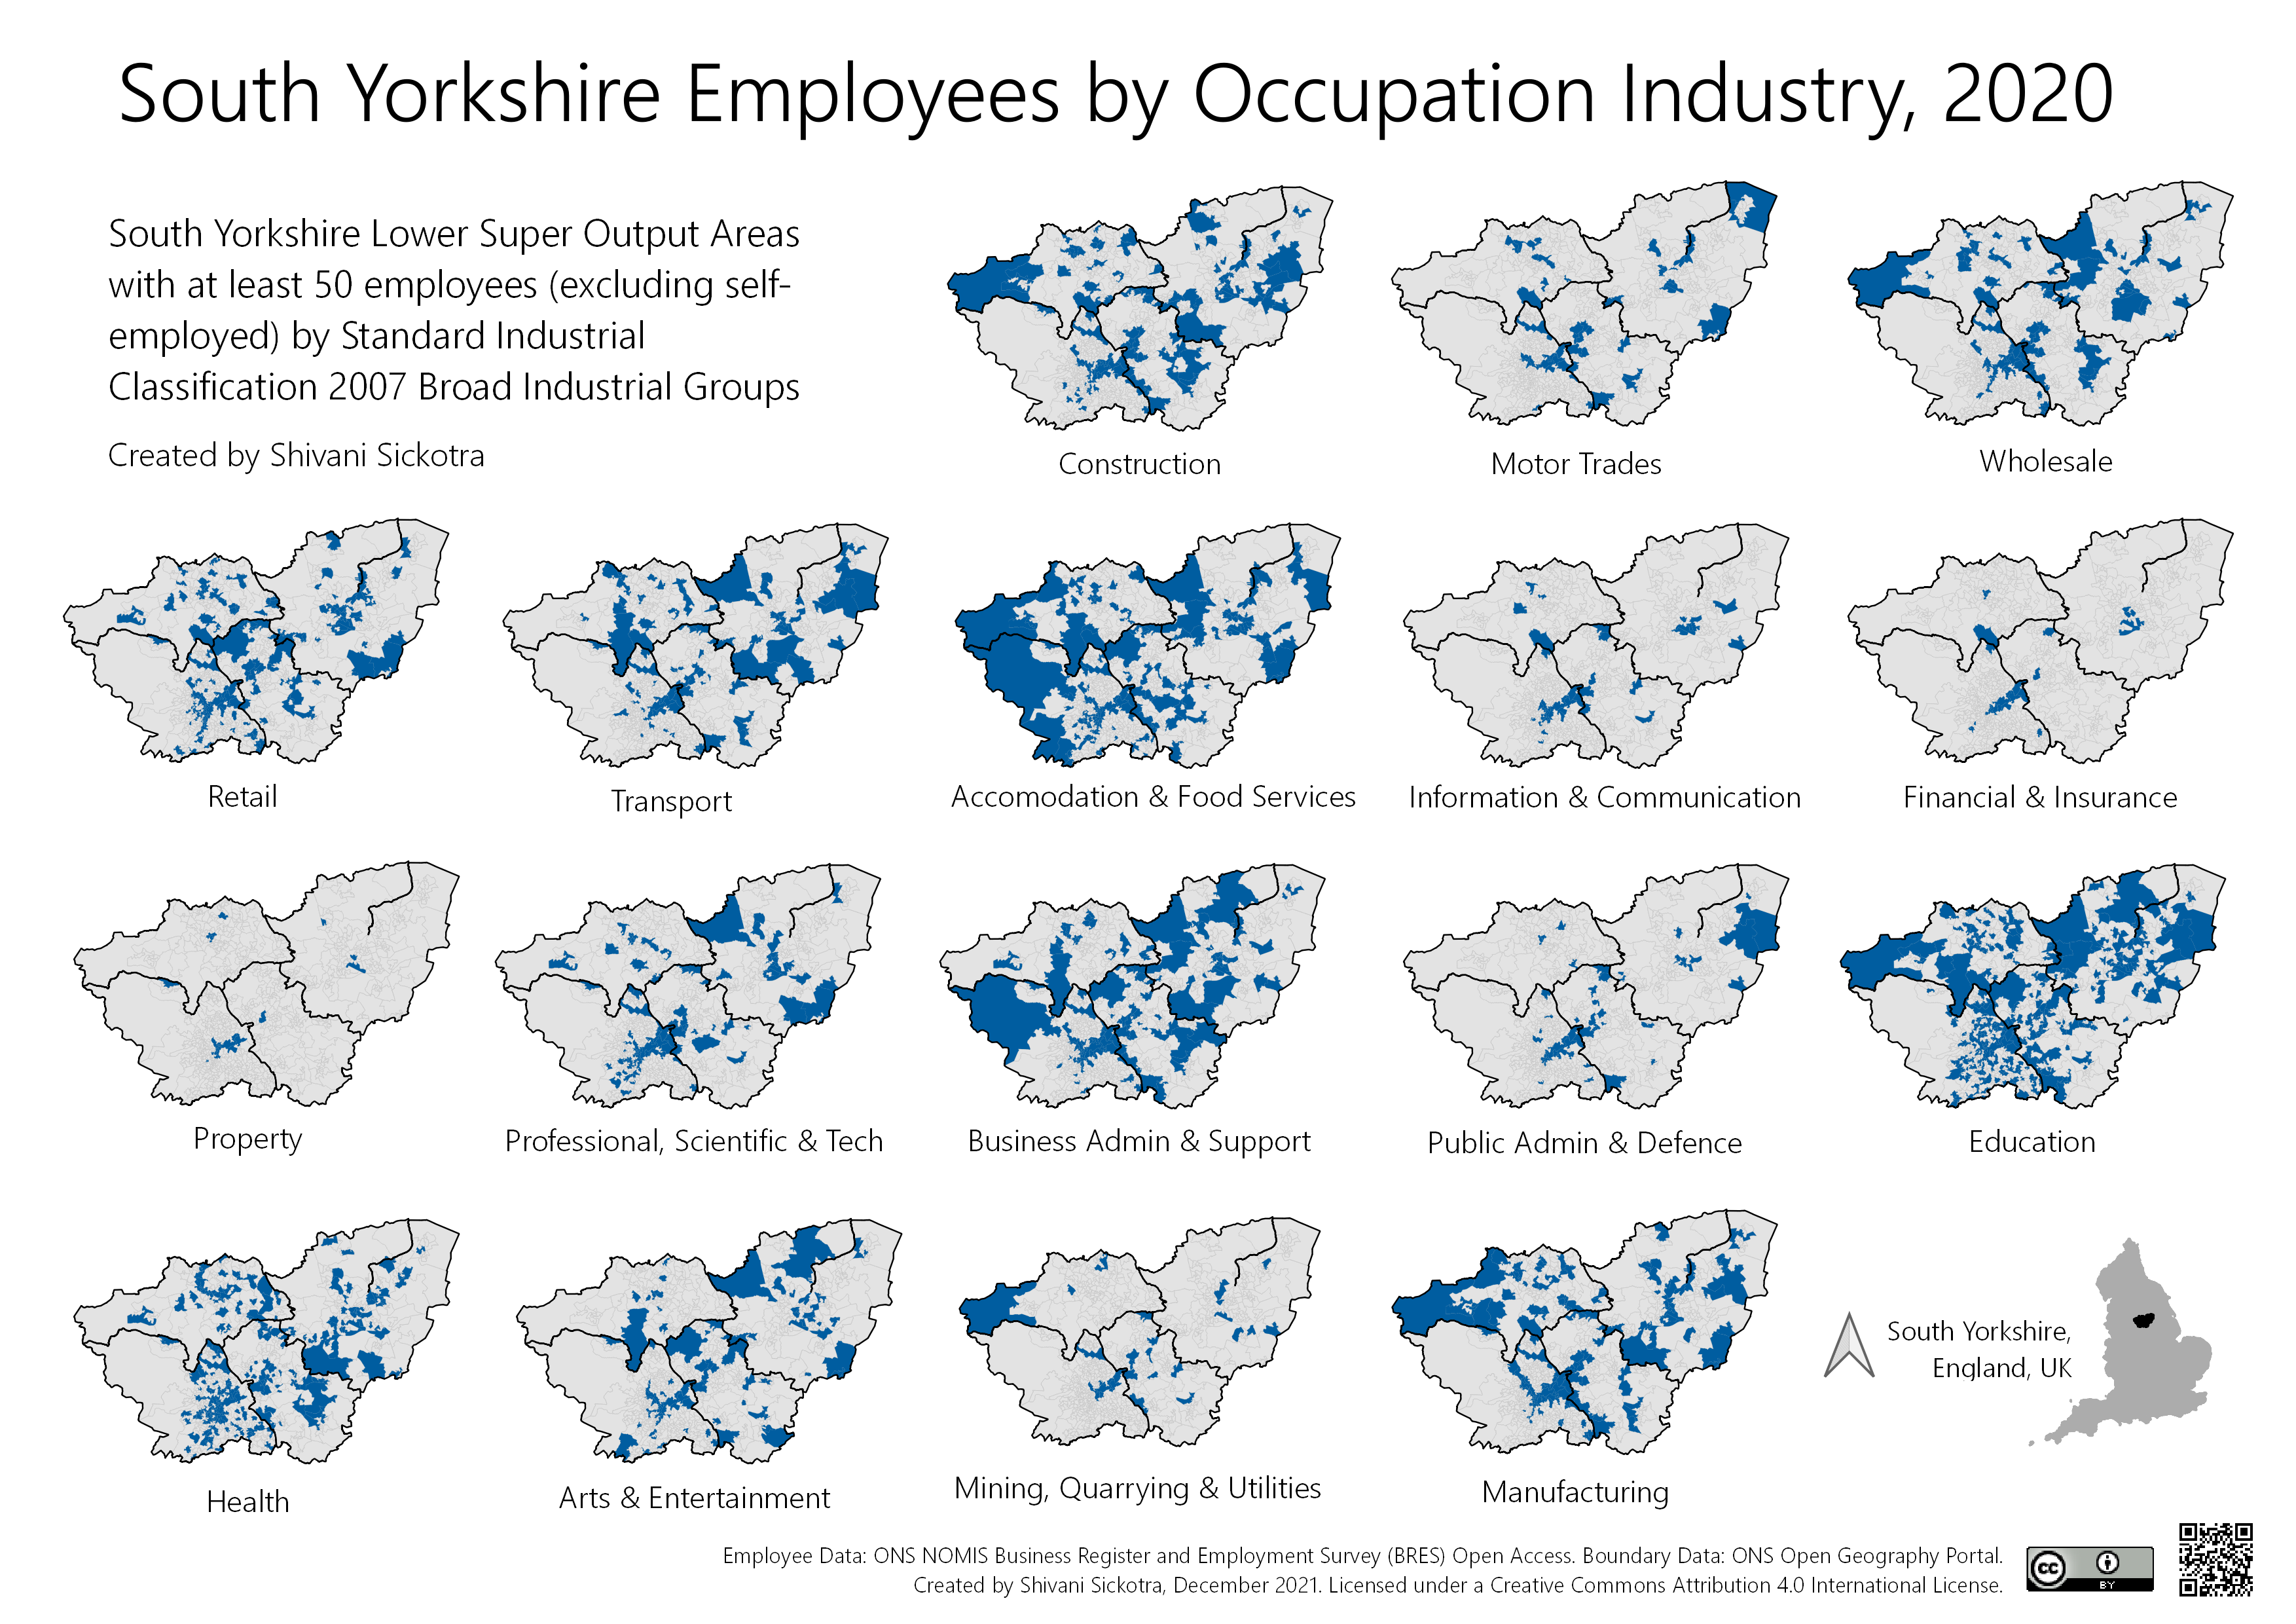 South Yorkshire Employees by Occupation Industry, 2020
South Yorkshire Lower Super Output Areas
with at least 50 employees (excluding self-
employed) by Standard Industrial
Classification 2007 Broad Industrial Groups
Created by Shivani Sickotra
Construction
Motor Trades
Wholesale
Retail
Transport
Accomodation & Food Services
Information & Communication
Financial & Insurance
Property
Professional, Scientific & Tech
Business Admin & Support
Public Admin & Defence
Education
Health
Arts & Entertainment
Mining, Quarrying & Utilities
Manufacturing
South Yorkshire,
England, UK
Employee Data: ONS NOMIS Business Register and Employment Survey (BRES) Open Access. Boundary Data: ONS Open Geography Portal.
Created by Shivani Sickotra, December 2021. Licensed under a Creative Commons Attribution 4.0 International License.
cc
BY